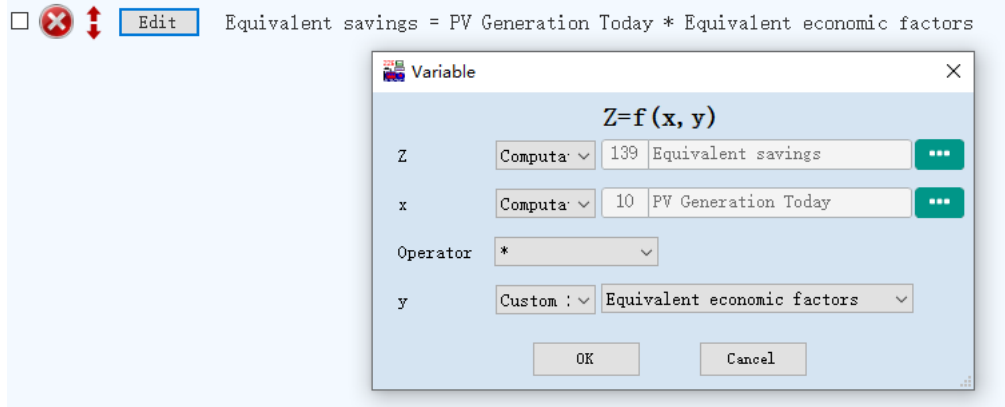 Edit Equivalent savings = PV Generation Today * Equivalent economic factors
Variable
Z=f(x, y)
Z Computa 139 Equivalent savings
x Computa 10 PV Generation Today
Operator *
y Custom Equivalent economic factors
OK Cancel